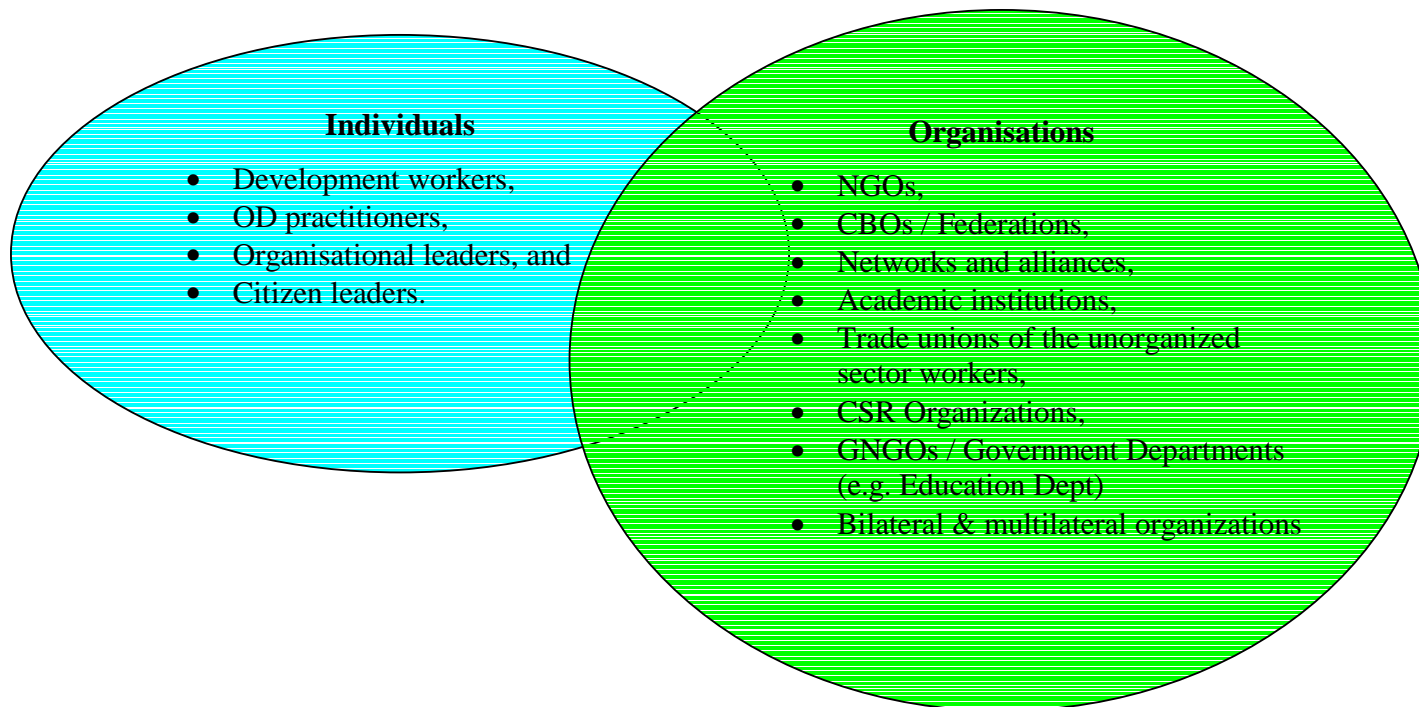 Individuals
• Development workers,
• OD practitioners,
• Organisational leaders, and
• Citizen leaders.
Organisations
• NGOs,
• CBOs / Federations,
• Networks and alliances,
• Academic institutions,
• Trade unions of the unorganized
sector workers,
• CSR Organizations,
• GNGOs / Government Departments
(e.g. Education Dept)
• Bilateral & multilateral organizations